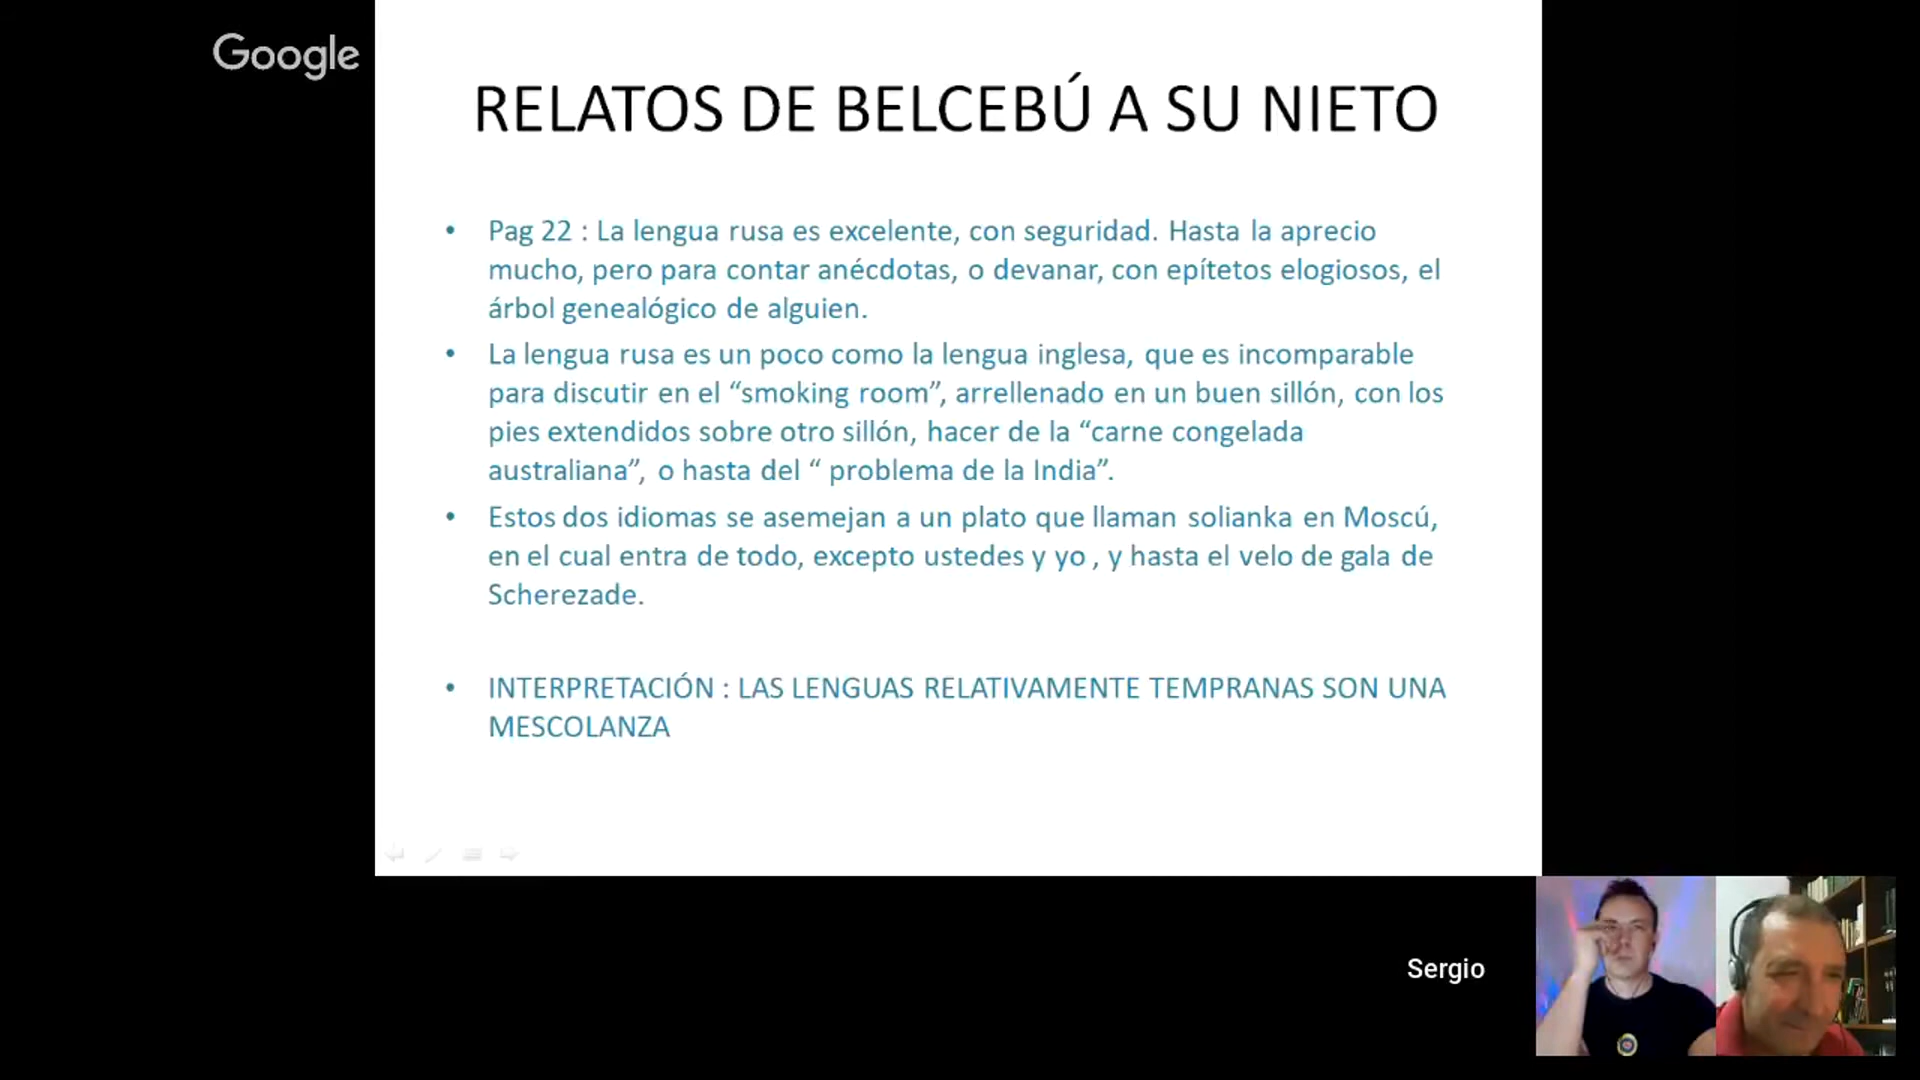 Google
RELATOS DE BELCEBÚ A SU NIETO
• Pag 22 : La lengua rusa es excelente, con seguridad. Hasta la aprecio
mucho, pero para contar anécdotas, o devanar, con epítetos elogiosos, el
árbol genealógico de alguien.
• La lengua rusa es un poco como la lengua inglesa, que es incomparable
para discutir en el “smoking room”, arrellenado en un buen sillón, con los
pies extendidos sobre otro sillón, hacer de la “carne congelada
australiana”, o hasta del “ problema de la India”.
• Estos dos idiomas se asemejan a un plato que llaman solianka en Moscú,
en el cual entra de todo, excepto ustedes y yo , y hasta el velo de gala de
Scherezade.
• INTERPRETACIÓN : LAS LENGUAS RELATIVAMENTE TEMPRANAS SON UNA
MESCOLANZA
Sergio